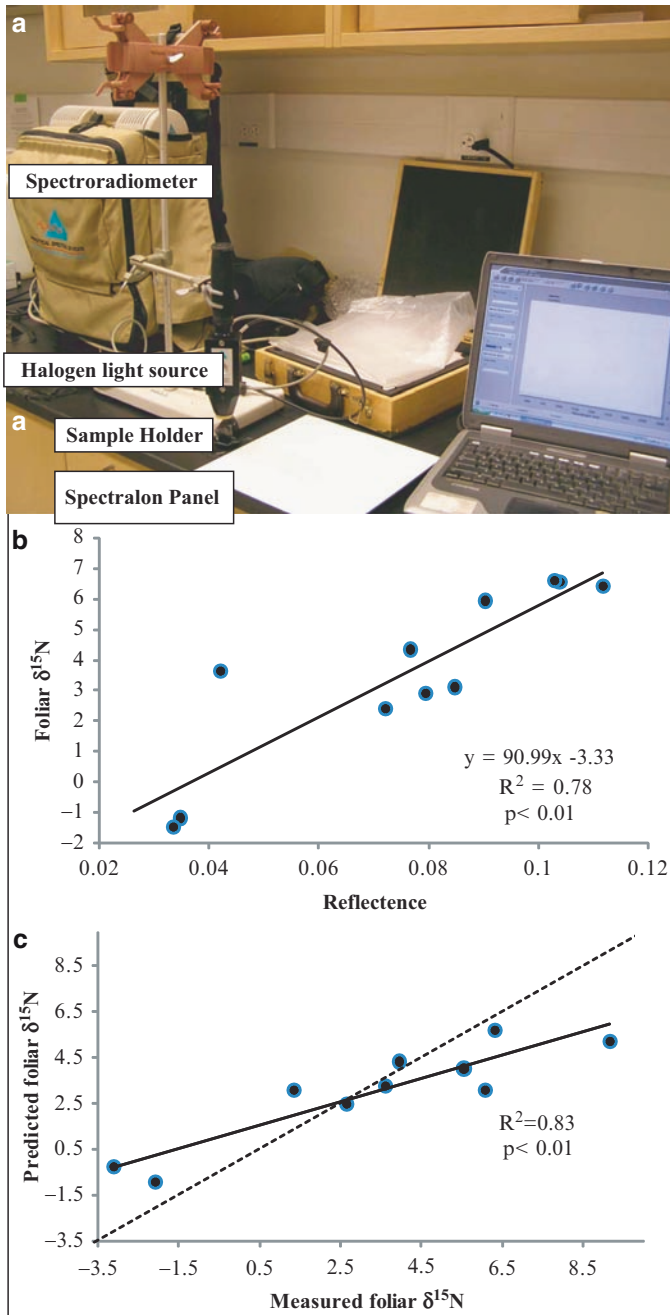 a
Spectroradiometer
Halogen light source
a
Sample Holder
Spectralon Panel
b
8
7
6
5
4
3
2
1
0
−1
−2
Foliar δ¹⁵N
y = 90.99x -3.33
R² = 0.78
p< 0.01
0.02 0.04 0.06 0.08 0.1 0.12
Reflectence
c
8.5
6.5
4.5
2.5
0.5
−1.5
−3.5
Predicted foliar δ¹⁵N
R²=0.83
p< 0.01
−3.5 −1.5 0.5 2.5 4.5 6.5 8.5
Measured foliar δ¹⁵N